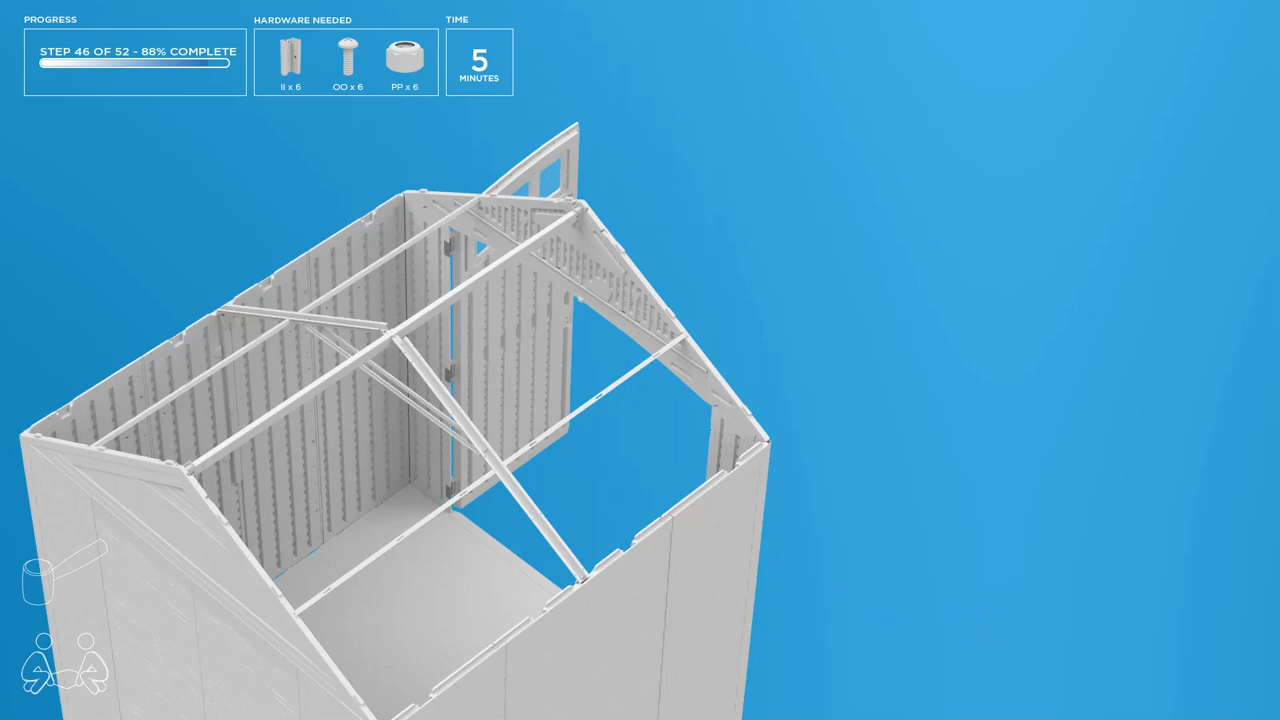 PROGRESS
STEP 46 OF 52 - 88% COMPLETE
HARDWARE NEEDED
II x 6
OO x 6
PP x 6
TIME
5
MINUTES